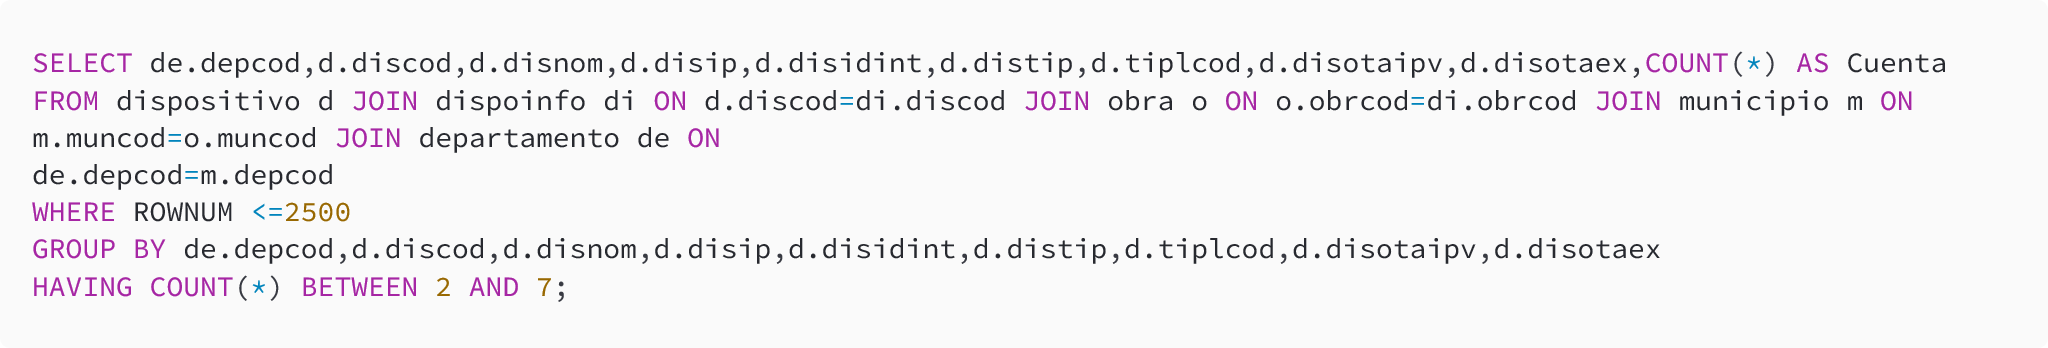 SELECT de.depcod,d.discod,d.disnom,d.disip,d.disidint,d.distip,d.tiplcod,d.disotaipv,d.disotaex,COUNT(*) AS Cuenta
FROM dispositivo d JOIN dispoinfo di ON d.discod=di.discod JOIN obra o ON o.obrcod=di.obrcod JOIN municipio m ON
m.muncod=o.muncod JOIN departamento de ON
de.depcod=m.depcod
WHERE ROWNUM <=2500
GROUP BY de.depcod,d.discod,d.disnom,d.disip,d.disidint,d.distip,d.tiplcod,d.disotaipv,d.disotaex
HAVING COUNT(*) BETWEEN 2 AND 7;